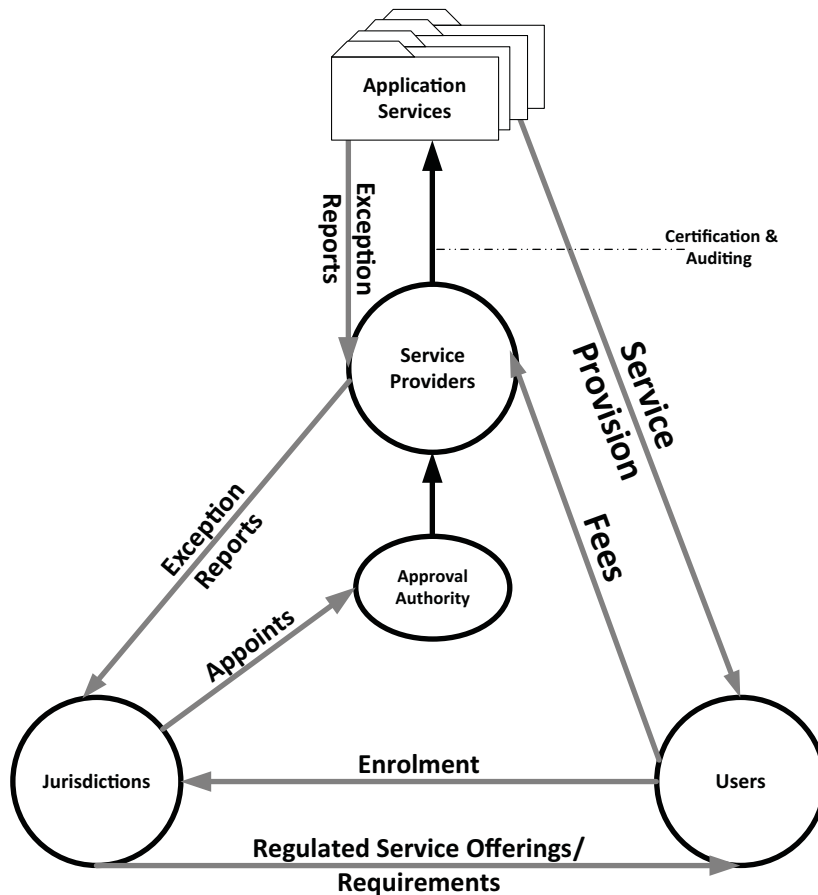 Application
Services
Exception
Reports
Certification &
Auditing
Service
Provision
Service
Providers
Exception
Reports
Fees
Approval
Authority
Appoints
Jurisdictions
Enrolment
Users
Regulated Service Offerings/
Requirements